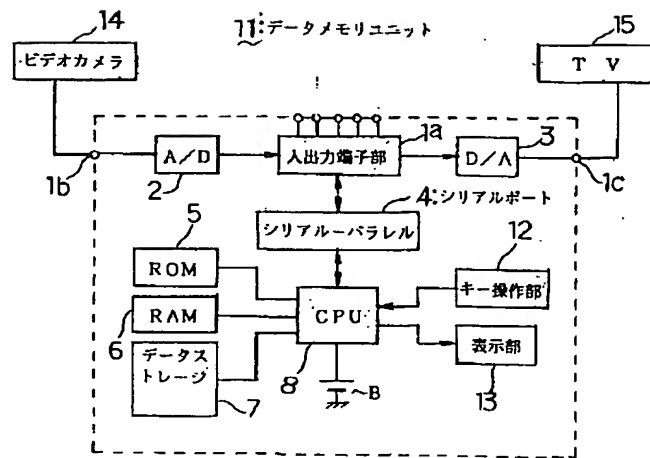 14
ビデオカメラ
11:データメモリユニット
15
TV
1b
A/D
2
入出力端子部
1a
D/A
3
1c
4:シリアルポート
シリアルーパラレル
5
ROM
12
キー操作部
RAM
6
CPU
8
表示部
13
データス
トレージ
7
B